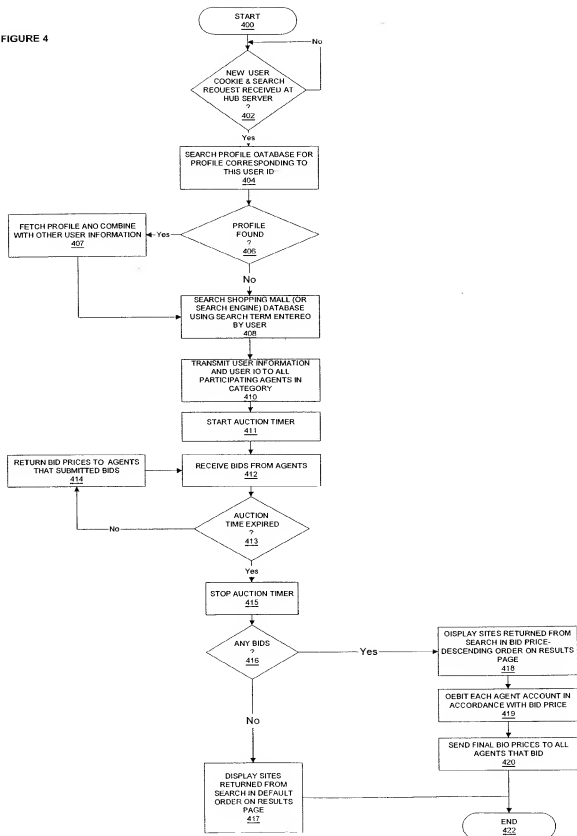 FIGURE 4
START
400
No
NEW USER
COOKIE & SEARCH
REQUEST RECEIVED AT
HUB SERVER
?
402
Yes
SEARCH PROFILE OATABASE FOR
PROFILE CORRESPONDING TO
THIS USER ID
404
PROFILE
FOUND
?
406
Yes
FETCH PROFILE ANO COMBINE
WITH OTHER USER INFORMATION
407
No
SEARCH SHOPPING MALL (OR
SEARCH ENGINE) DATABASE
USING SEARCH TERM ENTEREO
BY USER
408
TRANSMIT USER INFORMATION
AND USER IO TO ALL
PARTICIPATING AGENTS IN
CATEGORY
410
START AUCTION TIMER
411
RETURN BID PRICES TO AGENTS
THAT SUBMITTED BIDS
414
RECEIVE BIDS FROM AGENTS
412
AUCTION
TIME EXPIRED
?
413
No
Yes
STOP AUCTION TIMER
415
ANY BIDS
?
416
Yes
OISPLAY SITES RETURNED FROM
SEARCH IN BID PRICE-
DESCENDING ORDER ON RESULTS
PAGE
418
OEBIT EACH AGENT ACCOUNT IN
ACCORDANCE WITH BID PRICE
419
No
SEND FINAL BIO PRICES TO ALL
AGENTS THAT BID
420
DISPLAY SITES
RETURNED FROM
SEARCH IN DEFAULT
ORDER ON RESULTS
PAGE
417
END
422